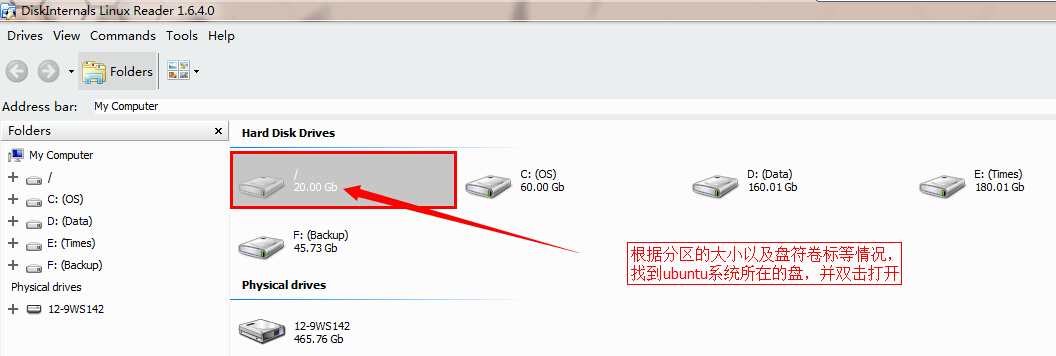 DiskInternals Linux Reader 1.6.4.0
Drives View Commands Tools Help
Folders
Address bar: My Computer
Folders
My Computer
/
C: (OS)
D: (Data)
E: (Times)
F: (Backup)
Physical drives
12-9WS142
Hard Disk Drives
/
20.00 Gb
C: (OS)
60.00 Gb
D: (Data)
160.01 Gb
E: (Times)
180.01 Gb
F: (Backup)
45.73 Gb
根据分区的大小以及盘符卷标等情况，
找到ubuntu系统所在的盘，并双击打开
Physical drives
12-9WS142
465.76 Gb